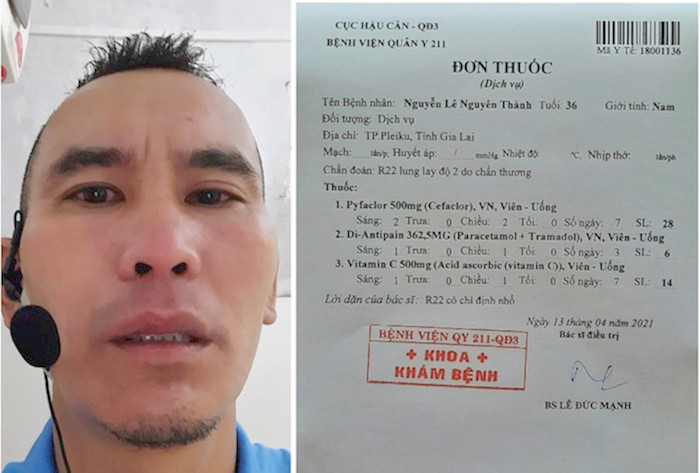 CỤC HẬU CẦN - QĐ3
BỆNH VIỆN QUÂN Y 211
Mã Y Tế: 18001136
ĐƠN THUỐC
(Dịch vụ)
Tên Bệnh nhân: Nguyễn Lê Nguyên Thành Tuổi: 36 Giới tính: Nam
Đối tượng: Dịch vụ
Địa chỉ: TP.Pleiku, Tỉnh Gia Lai
Mạch: lần/p; Huyết áp: / mmHg Nhiệt độ: ℃, Nhịp thở: lần/ph
Chẩn đoán: R22 lung lay độ 2 do chấn thương
Thuốc:
1. Pyfaclor 500mg (Cefaclor), VN, Viên - Uống
Sáng: 2 Trưa: 0 Chiều: 2 Tối: 0 Số ngày: 7 SL: 28
2. Di-Antipain 362,5MG (Paracetamol + Tramadol), VN, Viên - Uống
Sáng: 1 Trưa: 0 Chiều: 1 Tối: 0 Số ngày: 3 SL: 6
3. Vitamin C 500mg (Acid ascorbic (vitamin C)), Viên - Uống
Sáng: 1 Trưa: 0 Chiều: 1 Tối: 0 Số ngày: 7 SL: 14
Lời dặn của bác sĩ: R22 có chỉ định nhổ
Ngày 13 tháng 04 năm 2021
Bác sĩ điều trị
BỆNH VIỆN QY 211-QĐ3
+ KHOA +
KHÁM BỆNH
BS LÊ ĐỨC MẠNH